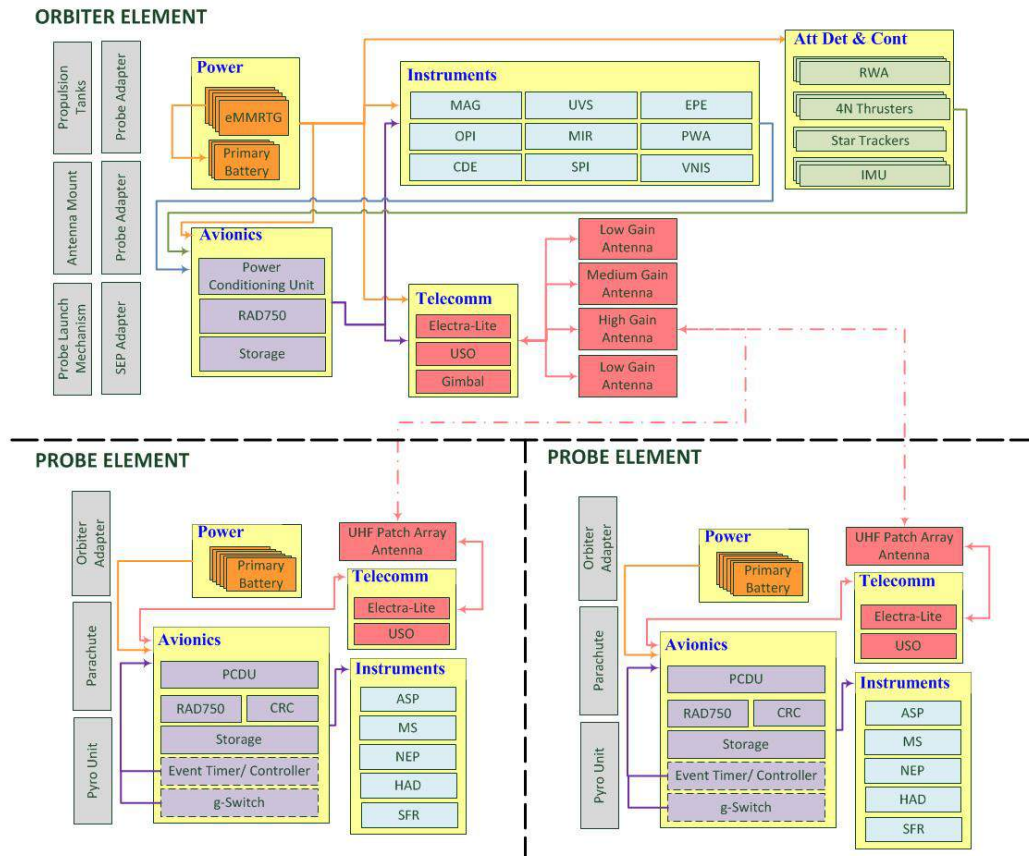 ORBITER ELEMENT
Propulsion
Tanks
Probe Adapter
Antenna Mount
Probe Adapter
Probe Launch
Mechanism
SEP Adapter
Power
eMMRTG
Primary
Battery
Instruments
MAG
UVS
EPE
OPI
MIR
PWA
CDE
SPI
VNIS
Att Det & Cont
RWA
4N Thrusters
Star Trackers
IMU
Avionics
Power
Conditioning Unit
RAD750
Storage
Telecomm
Electra-Lite
USO
Gimbal
Low Gain
Antenna
Medium Gain
Antenna
High Gain
Antenna
Low Gain
Antenna
PROBE ELEMENT
Orbiter
Adapter
Parachute
Pyro Unit
Power
Primary
Battery
UHF Patch Array
Antenna
Telecomm
Electra-Lite
USO
Avionics
PCDU
RAD750
CRC
Storage
Event Timer/ Controller
g-Switch
Instruments
ASP
MS
NEP
HAD
SFR
PROBE ELEMENT
Orbiter
Adapter
Parachute
Pyro Unit
Power
Primary
Battery
UHF Patch Array
Antenna
Telecomm
Electra-Lite
USO
Avionics
PCDU
RAD750
CRC
Storage
Event Timer/ Controller
g-Switch
Instruments
ASP
MS
NEP
HAD
SFR